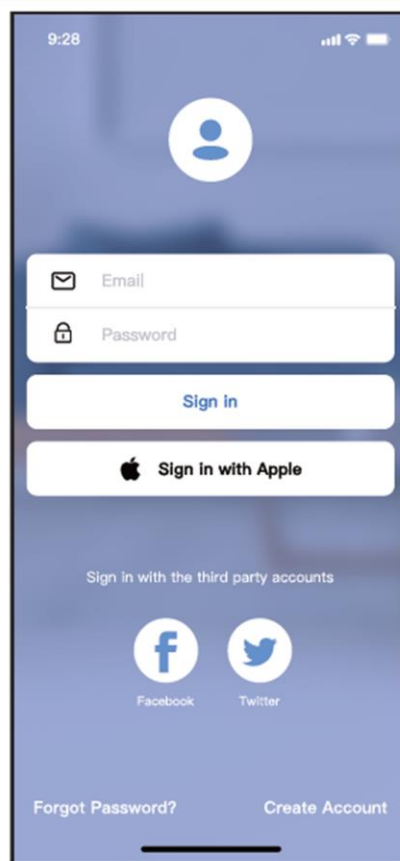 9:28
Email
Password
Sign in
Sign in with Apple
Sign in with the third party accounts
Facebook Twitter
Forgot Password? Create Account